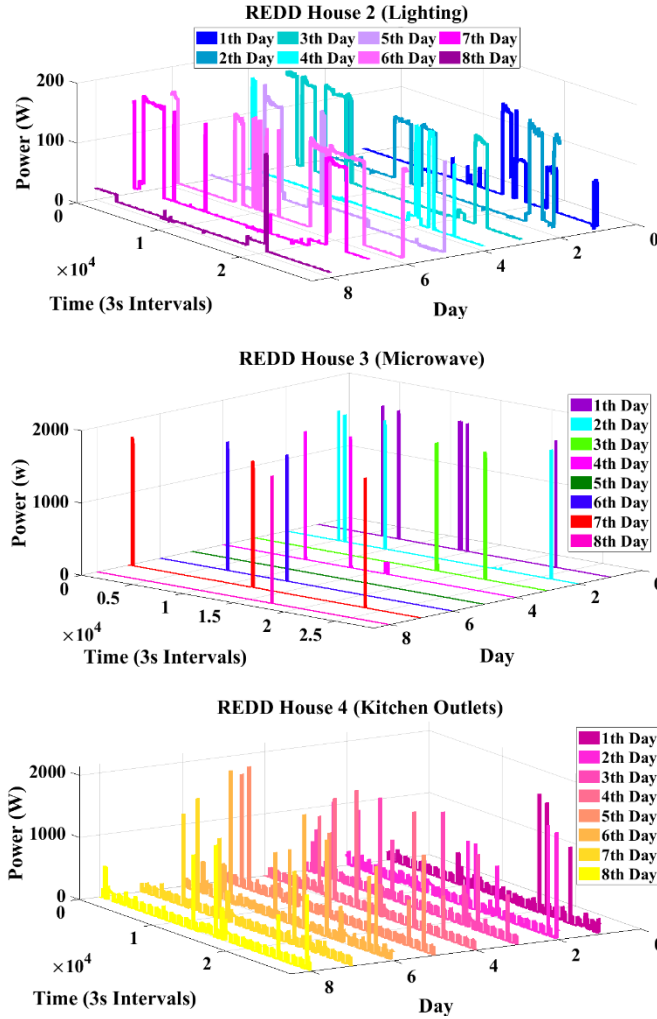 REDD House 2 (Lighting)
1th Day 3th Day 5th Day 7th Day
2th Day 4th Day 6th Day 8th Day
200
100
0
Power (W)
0
1
2
×10⁴
Time (3s Intervals)
8
6
4
2
0
Day
REDD House 3 (Microwave)
1th Day
2th Day
3th Day
4th Day
5th Day
6th Day
7th Day
8th Day
2000
1000
0
Power (w)
0
0.5
1
1.5
2
2.5
×10⁴
Time (3s Intervals)
8
6
4
2
Day
REDD House 4 (Kitchen Outlets)
1th Day
2th Day
3th Day
4th Day
5th Day
6th Day
7th Day
8th Day
2000
1000
0
Power (W)
0
1
2
×10⁴
Time (3s Intervals)
8
6
4
2
Day